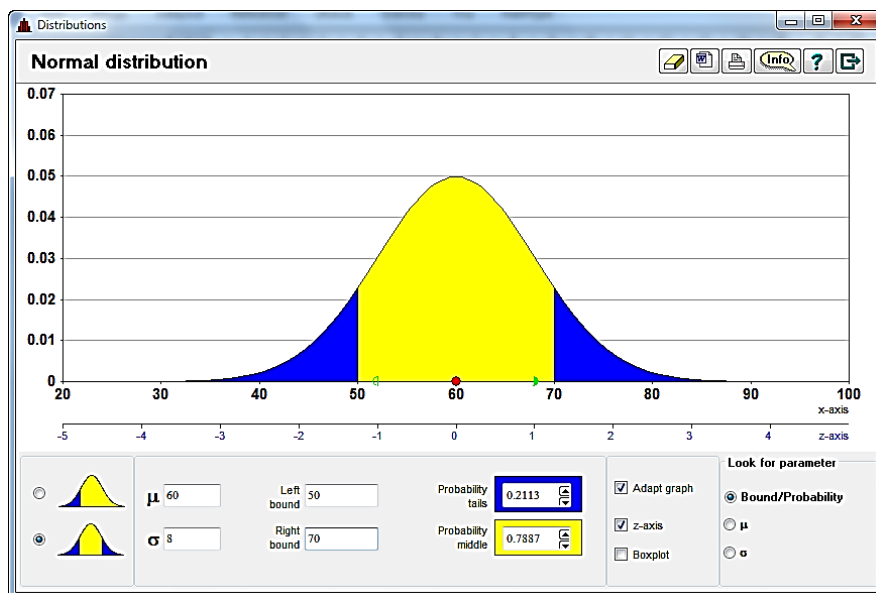 Distributions
Normal distribution
Info ?
0.07
0.06
0.05
0.04
0.03
0.02
0.01
0
20 30 40 50 60 70 80 90 100
x-axis
-5 -4 -3 -2 -1 0 1 2 3 4 z-axis
Look for parameter
μ 60 Left bound 50 Probability tails 0.2113 Adapt graph Bound/Probability
z-axis μ
σ 8 Right bound 70 Probability middle 0.7887 Boxplot σ